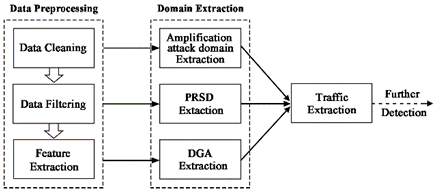 Data Preprocessing
Domain Extraction
Data Cleaning
Amplification
attack domain
Extraction
Data Filtering
PRSD
Extaction
Traffic
Extraction
Further
Detection
Feature
Extraction
DGA
Extraction